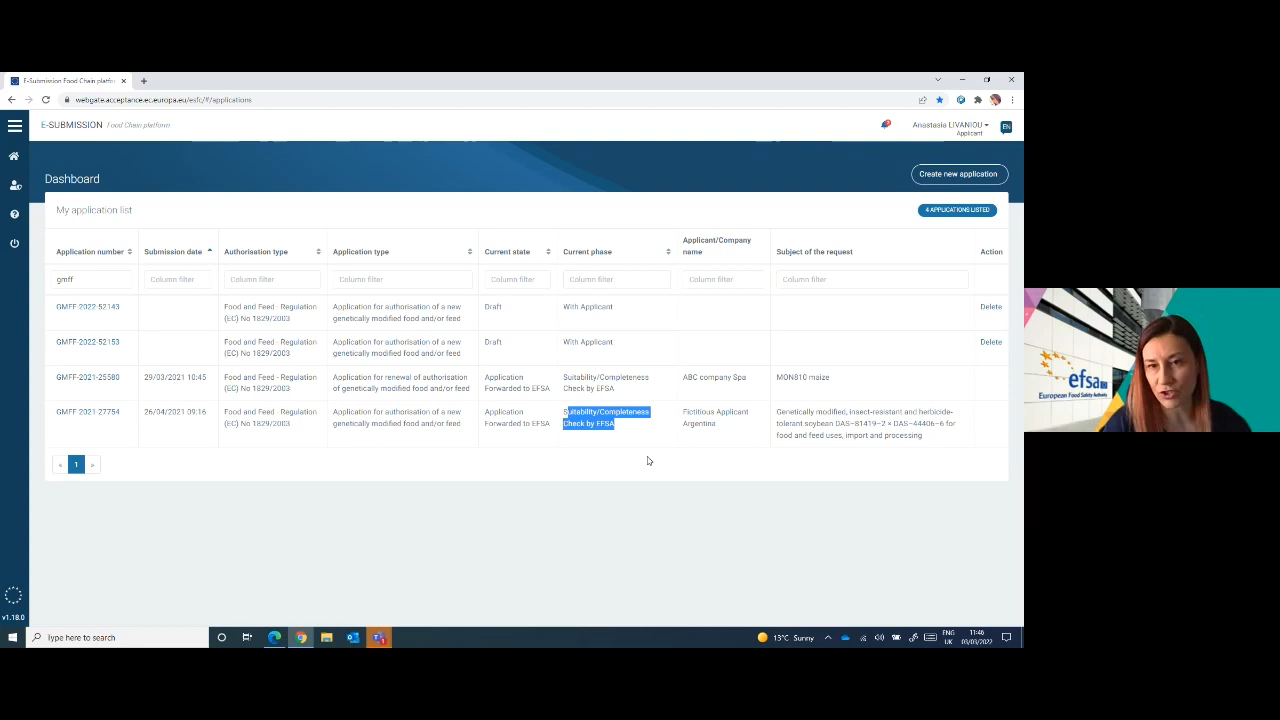 E-Submission Food Chain platfo
webgate.acceptance.ec.europa.eu/esfc/#/applications
E-SUBMISSION Food Chain platform
Anastasia LIVANIOU
Applicant
EN
Dashboard
Create new application
My application list
4 APPLICATIONS LISTED
Application number
Submission date
Authorisation type
Application type
Current state
Current phase
Applicant/Company
name
Subject of the request
Action
gmff
Column filter
Column filter
Column filter
Column filter
Column filter
Column filter
Column filter
GMFF-2022-52143
Food and Feed - Regulation
(EC) No 1829/2003
Application for authorisation of a new
genetically modified food and/or feed
Draft
With Applicant
Delete
GMFF-2022-52153
Food and Feed - Regulation
(EC) No 1829/2003
Application for authorisation of a new
genetically modified food and/or feed
Draft
With Applicant
Delete
GMFF-2021-25580
29/03/2021 10:45
Food and Feed - Regulation
(EC) No 1829/2003
Application for renewal of authorisation
of genetically modified food and/or feed
Application
Forwarded to EFSA
Suitability/Completeness
Check by EFSA
ABC company Spa
MON810 maize
GMFF-2021-27754
26/04/2021 09:16
Food and Feed - Regulation
(EC) No 1829/2003
Application for authorisation of a new
genetically modified food and/or feed
Application
Forwarded to EFSA
Suitability/Completeness
Check by EFSA
Fictitious Applicant
Argentina
Genetically modified, insect-resistant and herbicide-
tolerant soybean DAS–81419–2 × DAS–44406–6 for
food and feed uses, import and processing
« 1 »
v1.18.0
efsa
European Food Safety Authority
Type here to search
13°C Sunny
ENG
UK
11:46
03/03/2022